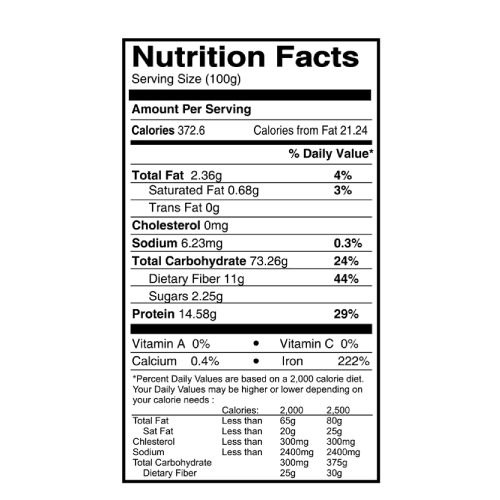 Nutrition Facts
Serving Size (100g)
Amount Per Serving
Calories 372.6 Calories from Fat 21.24
% Daily Value*
Total Fat 2.36g 4%
Saturated Fat 0.68g 3%
Trans Fat 0g
Cholesterol 0mg
Sodium 6.23mg 0.3%
Total Carbohydrate 73.26g 24%
Dietary Fiber 11g 44%
Sugars 2.25g
Protein 14.58g 29%
Vitamin A 0% • Vitamin C 0%
Calcium 0.4% • Iron 222%
*Percent Daily Values are based on a 2,000 calorie diet.
Your Daily Values may be higher or lower depending on
your calorie needs :
Calories: 2,000 2,500
Total Fat Less than 65g 80g
Sat Fat Less than 20g 25g
Chlesterol Less than 300mg 300mg
Sodium Less than 2400mg 2400mg
Total Carbohydrate 300mg 375g
Dietary Fiber 25g 30g